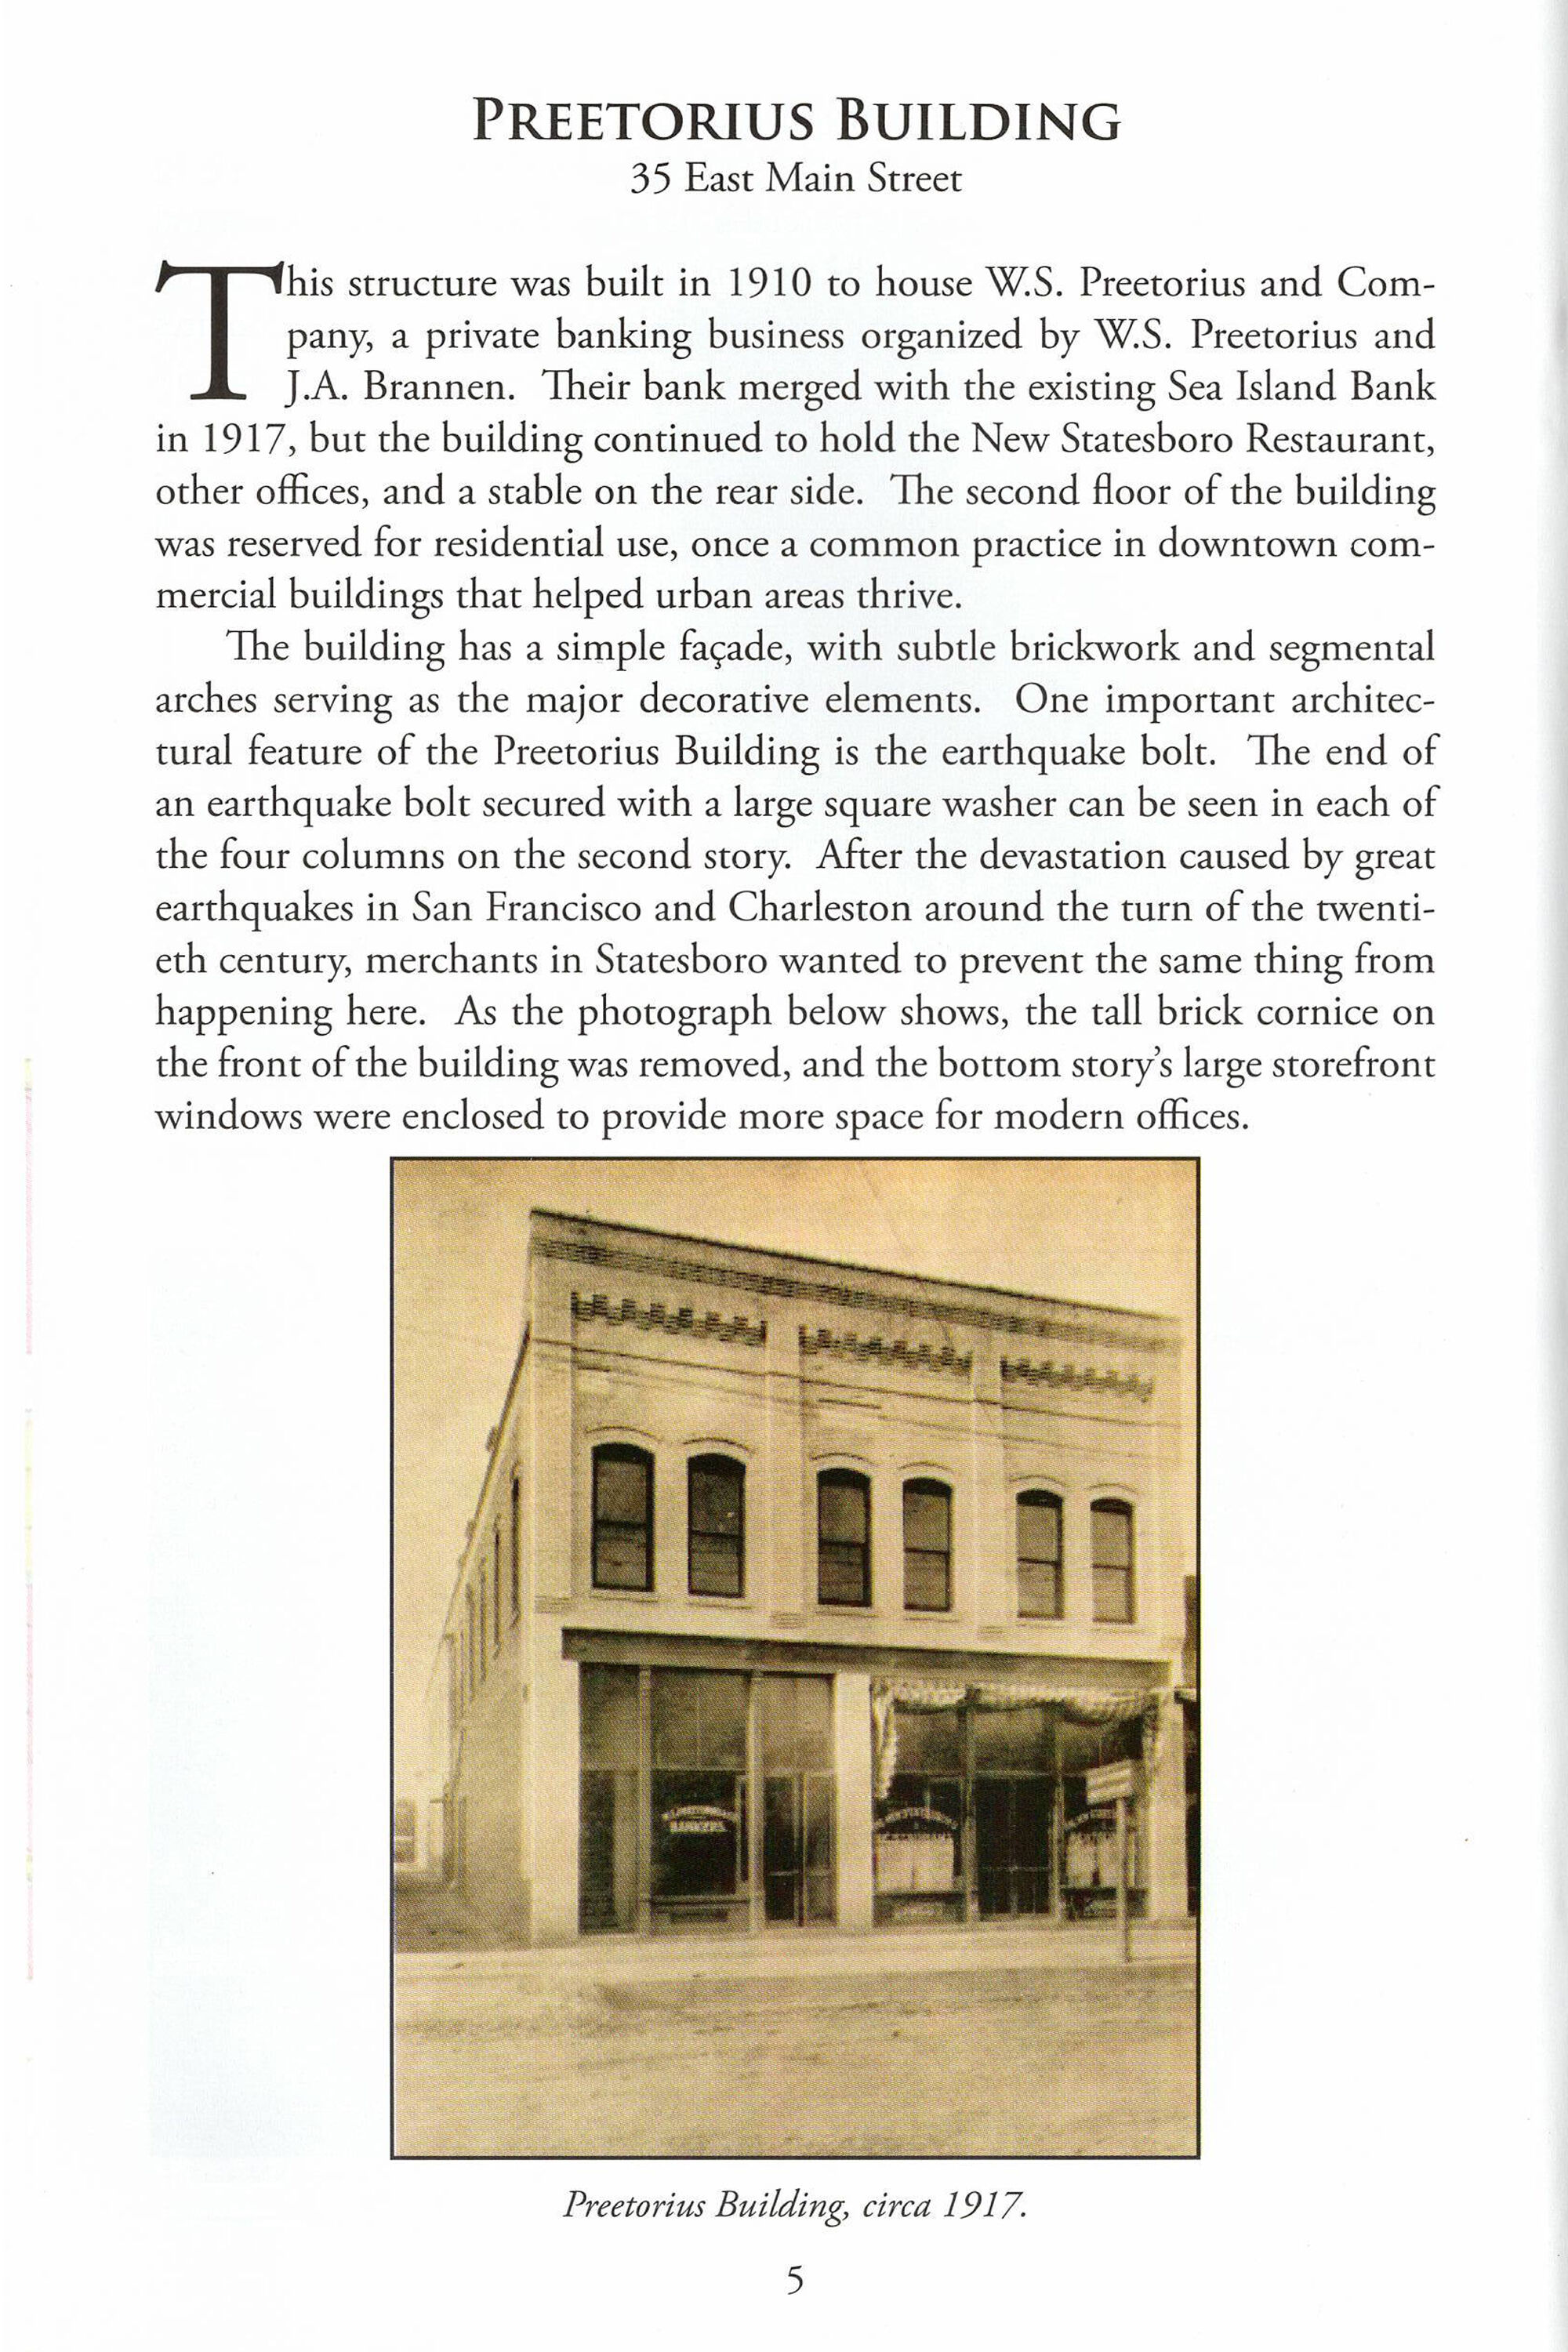 PREETORIUS BUILDING
35 East Main Street
This structure was built in 1910 to house W.S. Preetorius and Com-
pany, a private banking business organized by W.S. Preetorius and
J.A. Brannen. Their bank merged with the existing Sea Island Bank
in 1917, but the building continued to hold the New Statesboro Restaurant,
other offices, and a stable on the rear side. The second floor of the building
was reserved for residential use, once a common practice in downtown com-
mercial buildings that helped urban areas thrive.
The building has a simple façade, with subtle brickwork and segmental
arches serving as the major decorative elements. One important architec-
tural feature of the Preetorius Building is the earthquake bolt. The end of
an earthquake bolt secured with a large square washer can be seen in each of
the four columns on the second story. After the devastation caused by great
earthquakes in San Francisco and Charleston around the turn of the twenti-
eth century, merchants in Statesboro wanted to prevent the same thing from
happening here. As the photograph below shows, the tall brick cornice on
the front of the building was removed, and the bottom story's large storefront
windows were enclosed to provide more space for modern offices.
BANKERS
Preetorius Building, circa 1917.
5